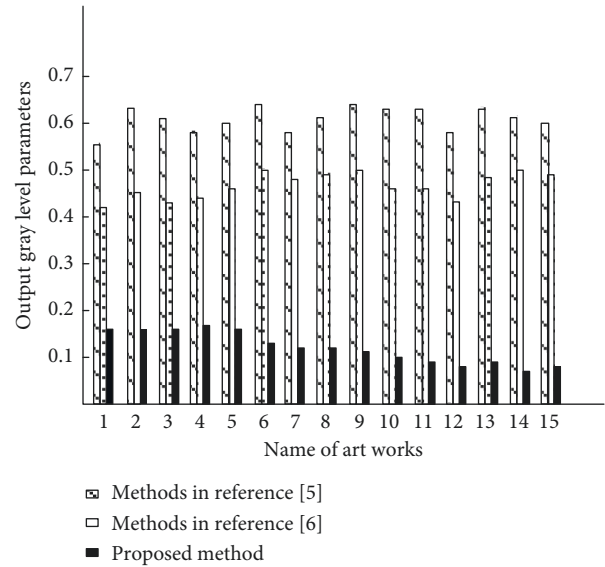 Output gray level parameters
0.7
0.6
0.5
0.4
0.3
0.2
0.1
1 2 3 4 5 6 7 8 9 10 11 12 13 14 15
Name of art works
Methods in reference [5]
Methods in reference [6]
Proposed method